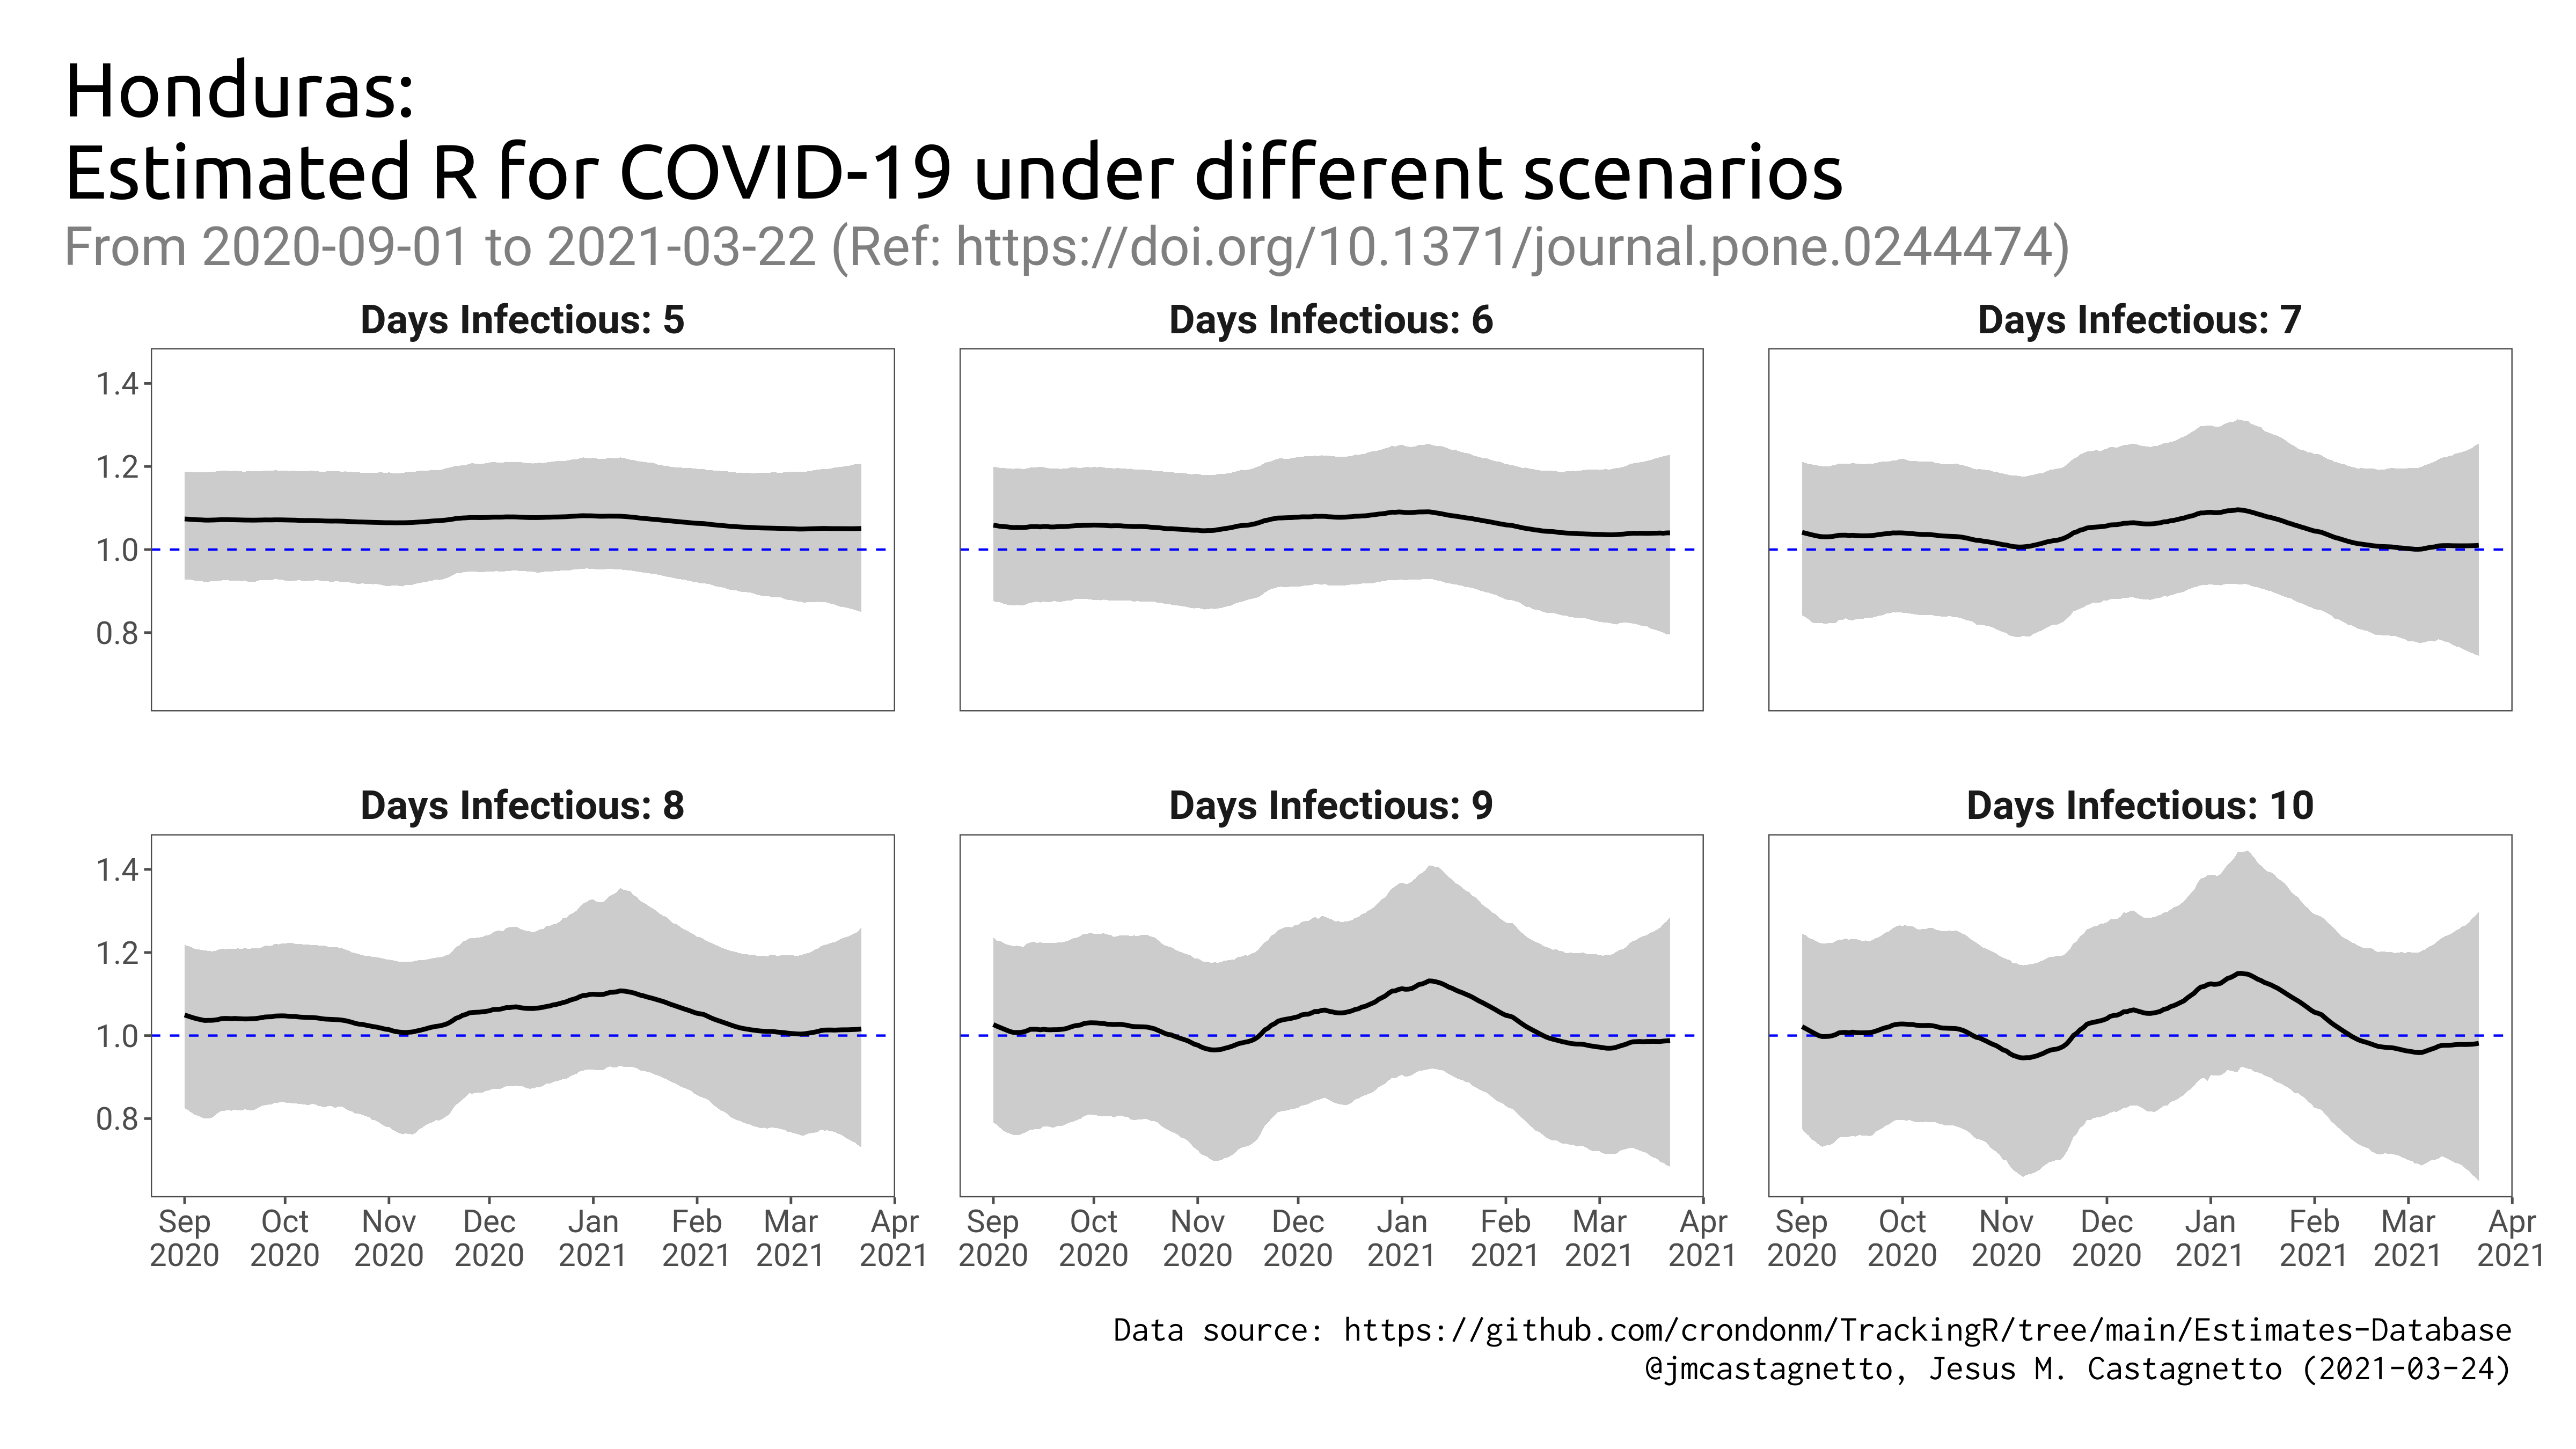 Honduras:
Estimated R for COVID-19 under different scenarios
From 2020-09-01 to 2021-03-22 (Ref: https://doi.org/10.1371/journal.pone.0244474)
Days Infectious: 5
Days Infectious: 6
Days Infectious: 7
1.4
1.2
1.0
0.8
Days Infectious: 8
Days Infectious: 9
Days Infectious: 10
1.4
1.2
1.0
0.8
Sep Oct Nov Dec Jan Feb Mar Apr
2020 2020 2020 2020 2021 2021 2021 2021
Sep Oct Nov Dec Jan Feb Mar Apr
2020 2020 2020 2020 2021 2021 2021 2021
Sep Oct Nov Dec Jan Feb Mar Apr
2020 2020 2020 2020 2021 2021 2021 2021
Data source: https://github.com/crondonm/TrackingR/tree/main/Estimates-Database
@jmcastagnetto, Jesus M. Castagnetto (2021-03-24)